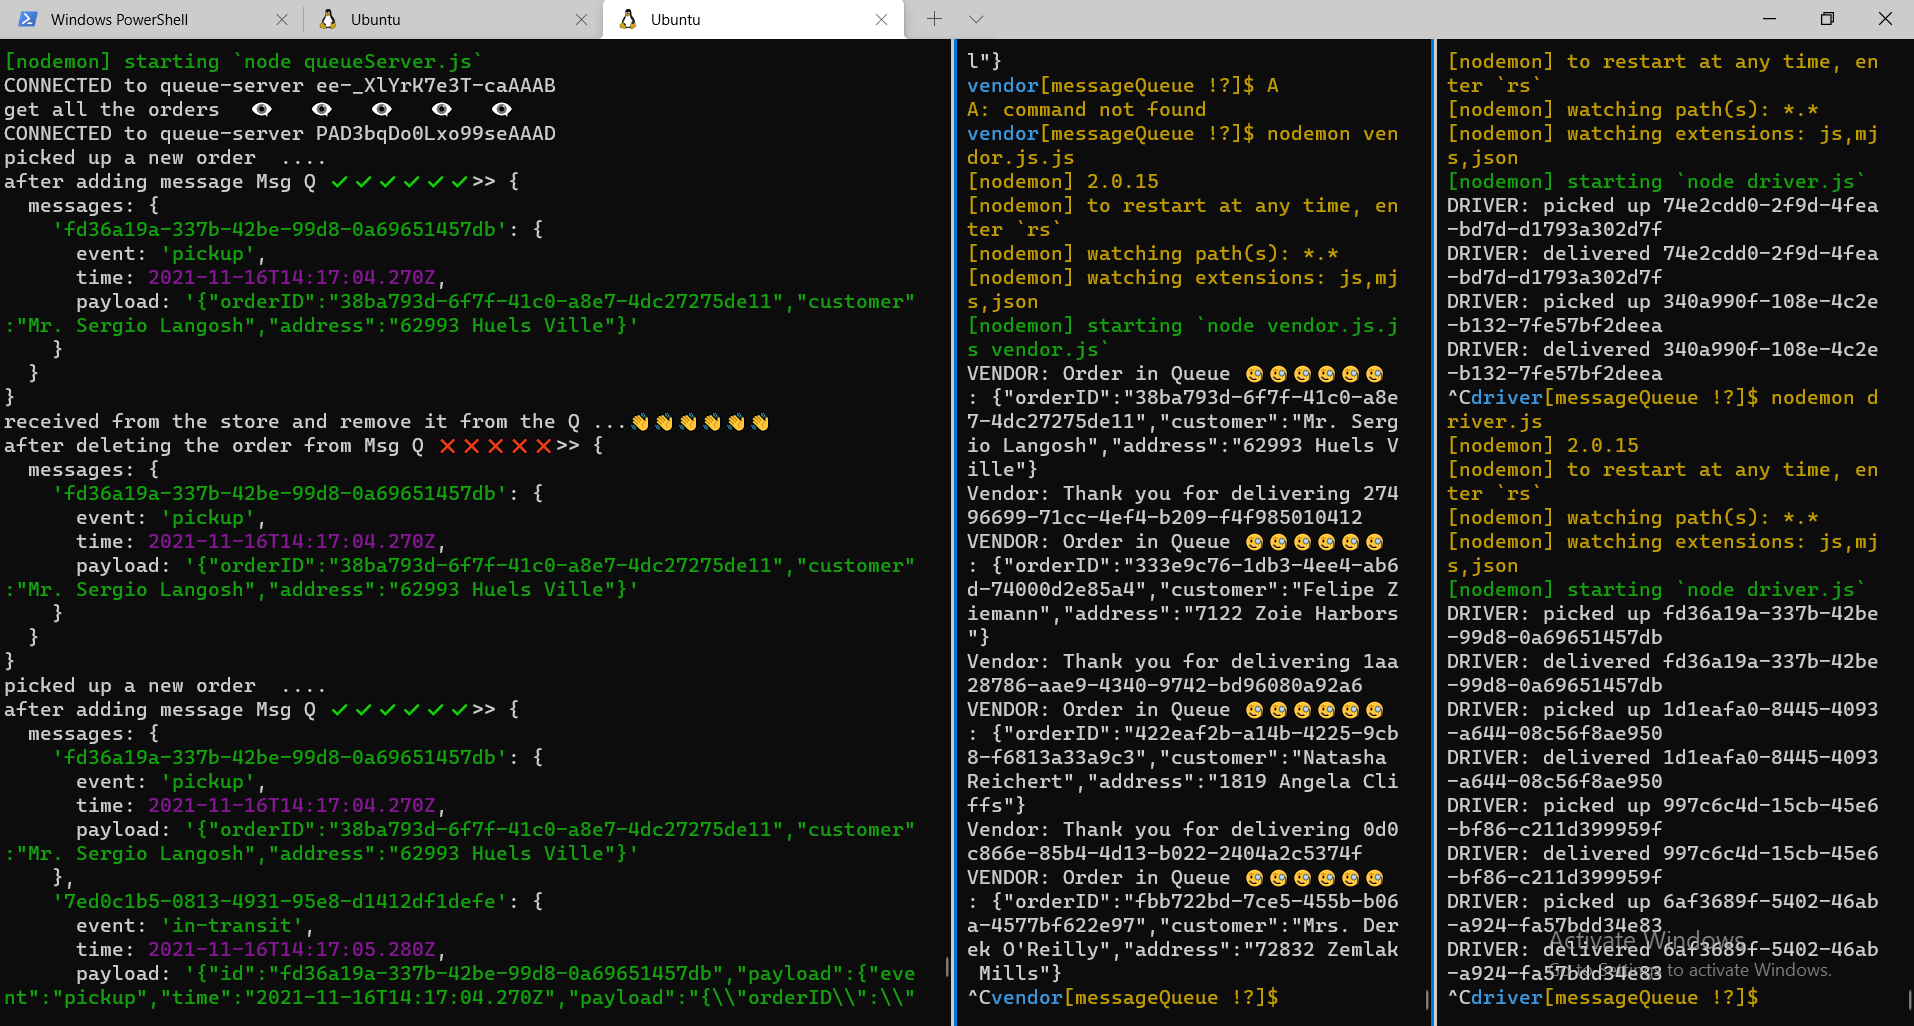 Windows PowerShell
Ubuntu
Ubuntu
[nodemon] starting `node queueServer.js`
CONNECTED to queue-server ee-_XlYrK7e3T-caAAAB
get all the orders 👁 👁 👁 👁 👁
CONNECTED to queue-server PAD3bqDo0Lxo99seAAAD
picked up a new order  ....
after adding message Msg Q ✓✓✓✓✓✓>> {
  messages: {
    'fd36a19a-337b-42be-99d8-0a69651457db': {
      event: 'pickup',
      time: 2021-11-16T14:17:04.270Z,
      payload: '{"orderID":"38ba793d-6f7f-41c0-a8e7-4dc27275de11","customer"
:"Mr. Sergio Langosh","address":"62993 Huels Ville"}'
    }
  }
}
received from the store and remove it from the Q ...👏👏👏👏👏👏
after deleting the order from Msg Q ❌❌❌❌❌>> {
  messages: {
    'fd36a19a-337b-42be-99d8-0a69651457db': {
      event: 'pickup',
      time: 2021-11-16T14:17:04.270Z,
      payload: '{"orderID":"38ba793d-6f7f-41c0-a8e7-4dc27275de11","customer"
:"Mr. Sergio Langosh","address":"62993 Huels Ville"}'
    }
  }
}
picked up a new order  ....
after adding message Msg Q ✓✓✓✓✓✓>> {
  messages: {
    'fd36a19a-337b-42be-99d8-0a69651457db': {
      event: 'pickup',
      time: 2021-11-16T14:17:04.270Z,
      payload: '{"orderID":"38ba793d-6f7f-41c0-a8e7-4dc27275de11","customer"
:"Mr. Sergio Langosh","address":"62993 Huels Ville"}'
    },
    '7ed0c1b5-0813-4931-95e8-d1412df1defe': {
      event: 'in-transit',
      time: 2021-11-16T14:17:05.280Z,
      payload: '{"id":"fd36a19a-337b-42be-99d8-0a69651457db","payload":{"eve
nt":"pickup","time":"2021-11-16T14:17:04.270Z","payload":"{\\"orderID\\":\\"
l"}
vendor[messageQueue !?]$ A
A: command not found
vendor[messageQueue !?]$ nodemon ven
dor.js.js
[nodemon] 2.0.15
[nodemon] to restart at any time, en
ter `rs`
[nodemon] watching path(s): *.*
[nodemon] watching extensions: js,mj
s,json
[nodemon] starting `node vendor.js.j
s vendor.js`
VENDOR: Order in Queue 🧐🧐🧐🧐🧐🧐
: {"orderID":"38ba793d-6f7f-41c0-a8e
7-4dc27275de11","customer":"Mr. Serg
io Langosh","address":"62993 Huels V
ille"}
Vendor: Thank you for delivering 274
96699-71cc-4ef4-b209-f4f985010412
VENDOR: Order in Queue 🧐🧐🧐🧐🧐🧐
: {"orderID":"333e9c76-1db3-4ee4-ab6
d-74000d2e85a4","customer":"Felipe Z
iemann","address":"7122 Zoie Harbors
"}
Vendor: Thank you for delivering 1aa
28786-aae9-4340-9742-bd96080a92a6
VENDOR: Order in Queue 🧐🧐🧐🧐🧐🧐
: {"orderID":"422eaf2b-a14b-4225-9cb
8-f6813a33a9c3","customer":"Natasha
Reichert","address":"1819 Angela Cli
ffs"}
Vendor: Thank you for delivering 0d0
c866e-85b4-4d13-b022-2404a2c5374f
VENDOR: Order in Queue 🧐🧐🧐🧐🧐🧐
: {"orderID":"fbb722bd-7ce5-455b-b06
a-4577bf622e97","customer":"Mrs. Der
ek O'Reilly","address":"72832 Zemlak
 Mills"}
^Cvendor[messageQueue !?]$
[nodemon] to restart at any time, en
ter `rs`
[nodemon] watching path(s): *.*
[nodemon] watching extensions: js,mj
s,json
[nodemon] starting `node driver.js`
DRIVER: picked up 74e2cdd0-2f9d-4fea
-bd7d-d1793a302d7f
DRIVER: delivered 74e2cdd0-2f9d-4fea
-bd7d-d1793a302d7f
DRIVER: picked up 340a990f-108e-4c2e
-b132-7fe57bf2deea
DRIVER: delivered 340a990f-108e-4c2e
-b132-7fe57bf2deea
^Cdriver[messageQueue !?]$ nodemon d
river.js
[nodemon] 2.0.15
[nodemon] to restart at any time, en
ter `rs`
[nodemon] watching path(s): *.*
[nodemon] watching extensions: js,mj
s,json
[nodemon] starting `node driver.js`
DRIVER: picked up fd36a19a-337b-42be
-99d8-0a69651457db
DRIVER: delivered fd36a19a-337b-42be
-99d8-0a69651457db
DRIVER: picked up 1d1eafa0-8445-4093
-a644-08c56f8ae950
DRIVER: delivered 1d1eafa0-8445-4093
-a644-08c56f8ae950
DRIVER: picked up 997c6c4d-15cb-45e6
-bf86-c211d399959f
DRIVER: delivered 997c6c4d-15cb-45e6
-bf86-c211d399959f
DRIVER: picked up 6af3689f-5402-46ab
-a924-fa57bdd34e83
DRIVER: delivered 6af3689f-5402-46ab
-a924-fa57bdd34e83
^Cdriver[messageQueue !?]$
Activate Windows
Go to Settings to activate Windows.